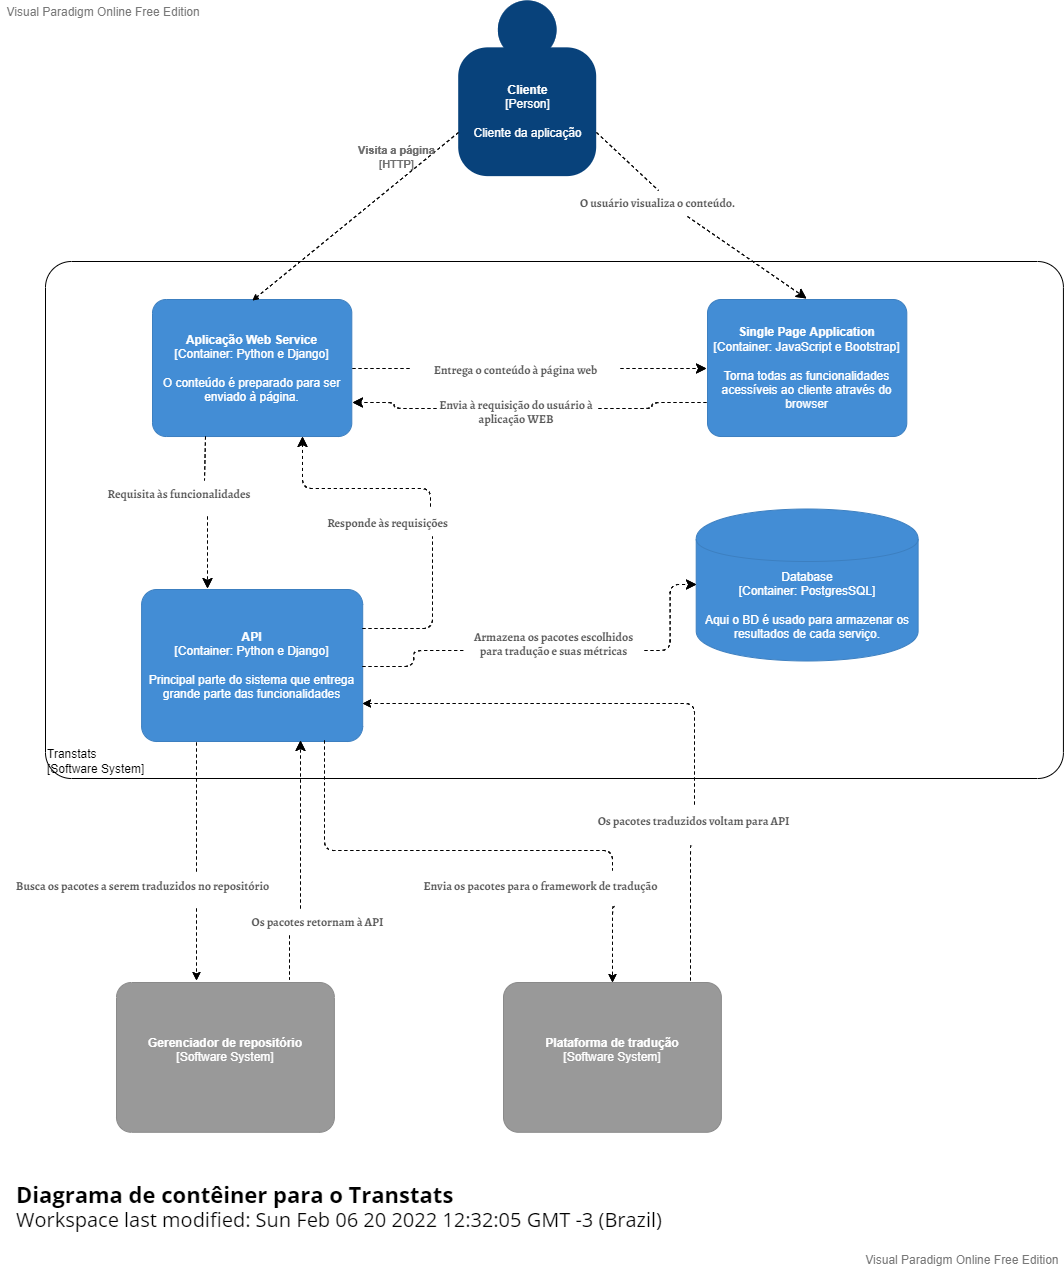 Visual Paradigm Online Free Edition
Cliente
[Person]
Cliente da aplicação
Visita a página
[HTTP]
O usuário visualiza o conteúdo.
Aplicação Web Service
[Container: Python e Django]
O conteúdo é preparado para ser
enviado à página.
Single Page Application
[Container: JavaScript e Bootstrap]
Torna todas as funcionalidades
acessíveis ao cliente através do
browser
Entrega o conteúdo à página web
Envia à requisição do usuário à
aplicação WEB
Requisita às funcionalidades
Responde às requisições
Database
[Container: PostgresSQL]
Aqui o BD é usado para armazenar os
resultados de cada serviço.
API
[Container: Python e Django]
Principal parte do sistema que entrega
grande parte das funcionalidades
Armazena os pacotes escolhidos
para tradução e suas métricas
Transtats
[Software System]
Os pacotes traduzidos voltam para API
Busca os pacotes a serem traduzidos no repositório
Envia os pacotes para o framework de tradução
Os pacotes retornam à API
Gerenciador de repositório
[Software System]
Plataforma de tradução
[Software System]
Diagrama de contêiner para o Transtats
Workspace last modified: Sun Feb 06 20 2022 12:32:05 GMT -3 (Brazil)
Visual Paradigm Online Free Edition